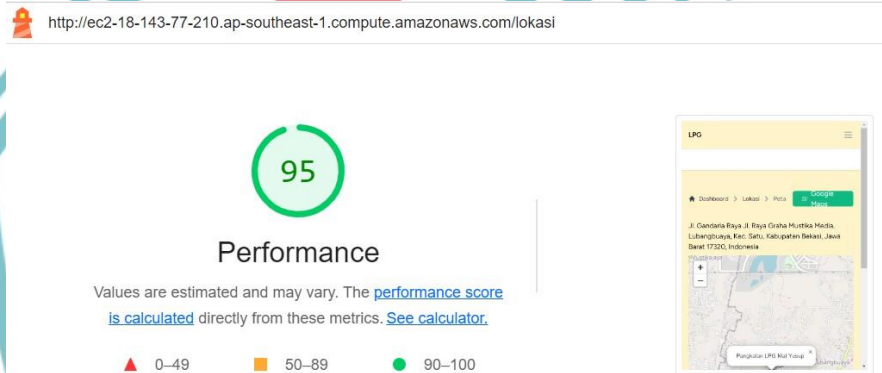 http://ec2-18-143-77-210.ap-southeast-1.compute.amazonaws.com/lokasi
95
Performance
Values are estimated and may vary. The performance score
is calculated directly from these metrics. See calculator.
0–49
50–89
90–100
LPG
Dashboard > Lokasi > Peta
Google
Maps
Jl. Gandaria Raya Jl. Raya Graha Mustika Media,
Lubangbuaya, Kec. Satu, Kabupaten Bekasi, Jawa
Barat 17320, Indonesia
+
−
Pangkalan LPG Mat Yusup ×